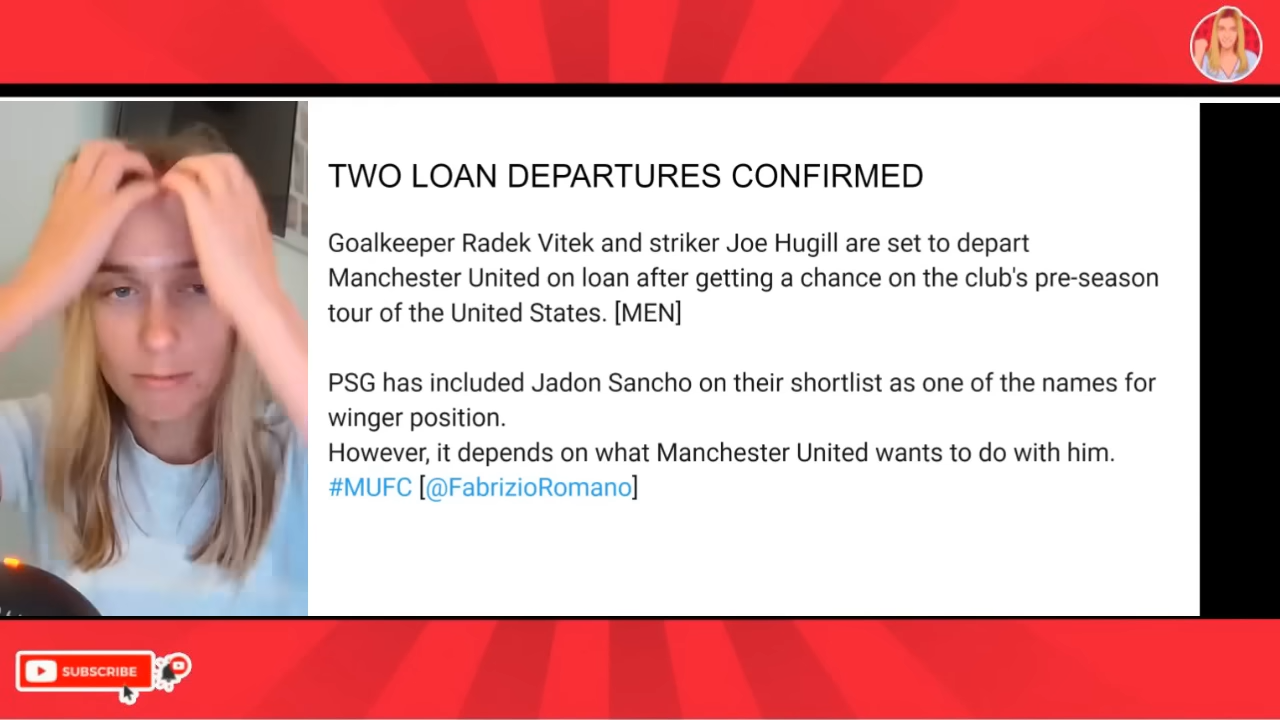 TWO LOAN DEPARTURES CONFIRMED
Goalkeeper Radek Vitek and striker Joe Hugill are set to depart
Manchester United on loan after getting a chance on the club's pre-season
tour of the United States. [MEN]
PSG has included Jadon Sancho on their shortlist as one of the names for
winger position.
However, it depends on what Manchester United wants to do with him.
#MUFC [@FabrizioRomano]
SUBSCRIBE